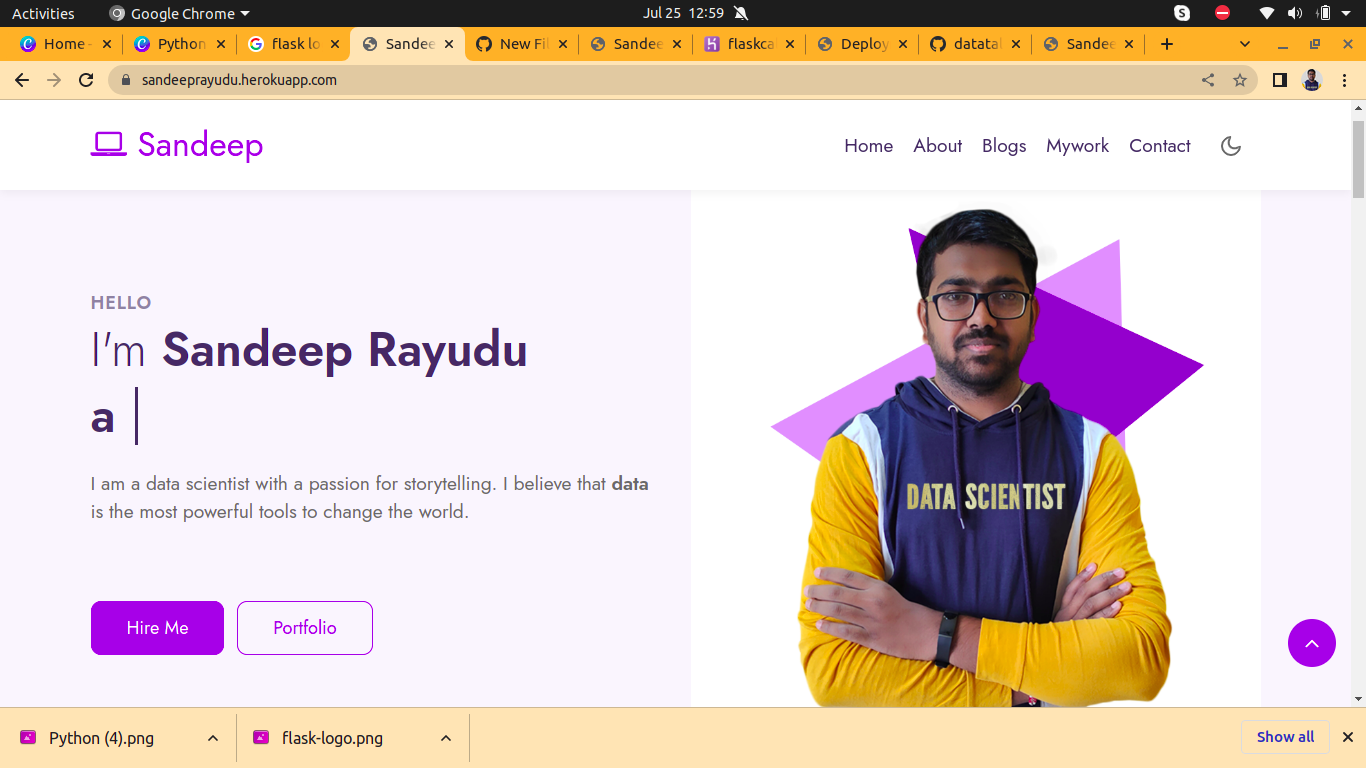 Activities Google Chrome Jul 25 12:59
Home - Python flask lo Sandee New Fil Sandee flaskcal Deploy datatal Sandee
sandeeprayudu.herokuapp.com
Sandeep Home About Blogs Mywork Contact
HELLO
I'm Sandeep Rayudu
a
I am a data scientist with a passion for storytelling. I believe that data
is the most powerful tools to change the world.
DATA SCIENTIST
Hire Me Portfolio
Python (4).png flask-logo.png Show all